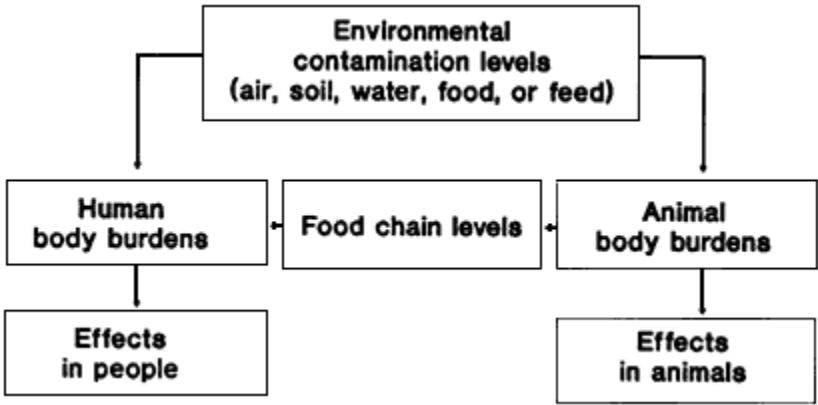 Environmental
contamination levels
(air, soil, water, food, or feed)
Human
body burdens
Food chain levels
Animal
body burdens
Effects
in people
Effects
in animals